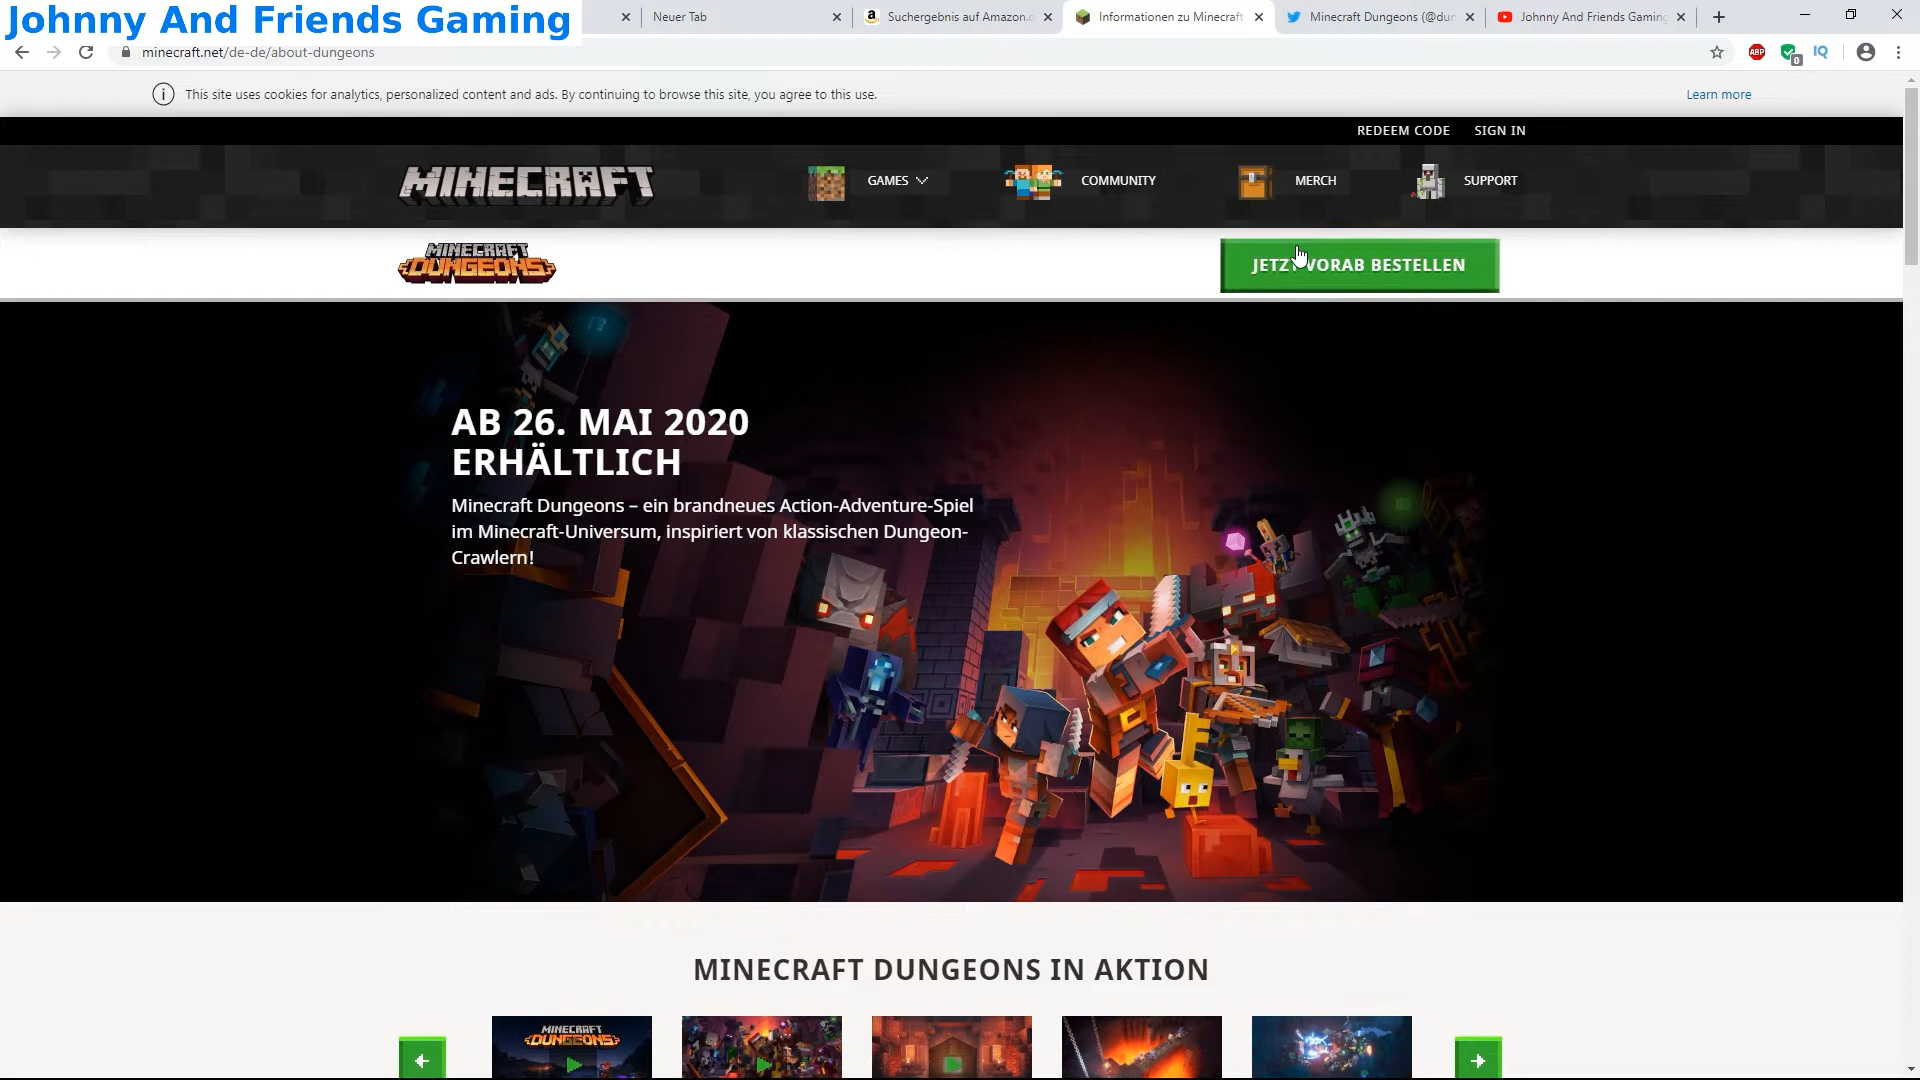 Johnny And Friends Gaming
Neuer Tab
Suchergebnis auf Amazon.
Informationen zu Minecraft
Minecraft Dungeons (@dun
Johnny And Friends Gaming
minecraft.net/de-de/about-dungeons
ABP
0
IQ
This site uses cookies for analytics, personalized content and ads. By continuing to browse this site, you agree to this use.
Learn more
REDEEM CODE
SIGN IN
MINECRAFT
GAMES
COMMUNITY
MERCH
SUPPORT
MINECRAFT
DUNGEONS
JETZT VORAB BESTELLEN
AB 26. MAI 2020
ERHÄLTLICH
Minecraft Dungeons – ein brandneues Action-Adventure-Spiel
im Minecraft-Universum, inspiriert von klassischen Dungeon-
Crawlern!
MINECRAFT DUNGEONS IN AKTION
MINECRAFT
DUNGEONS